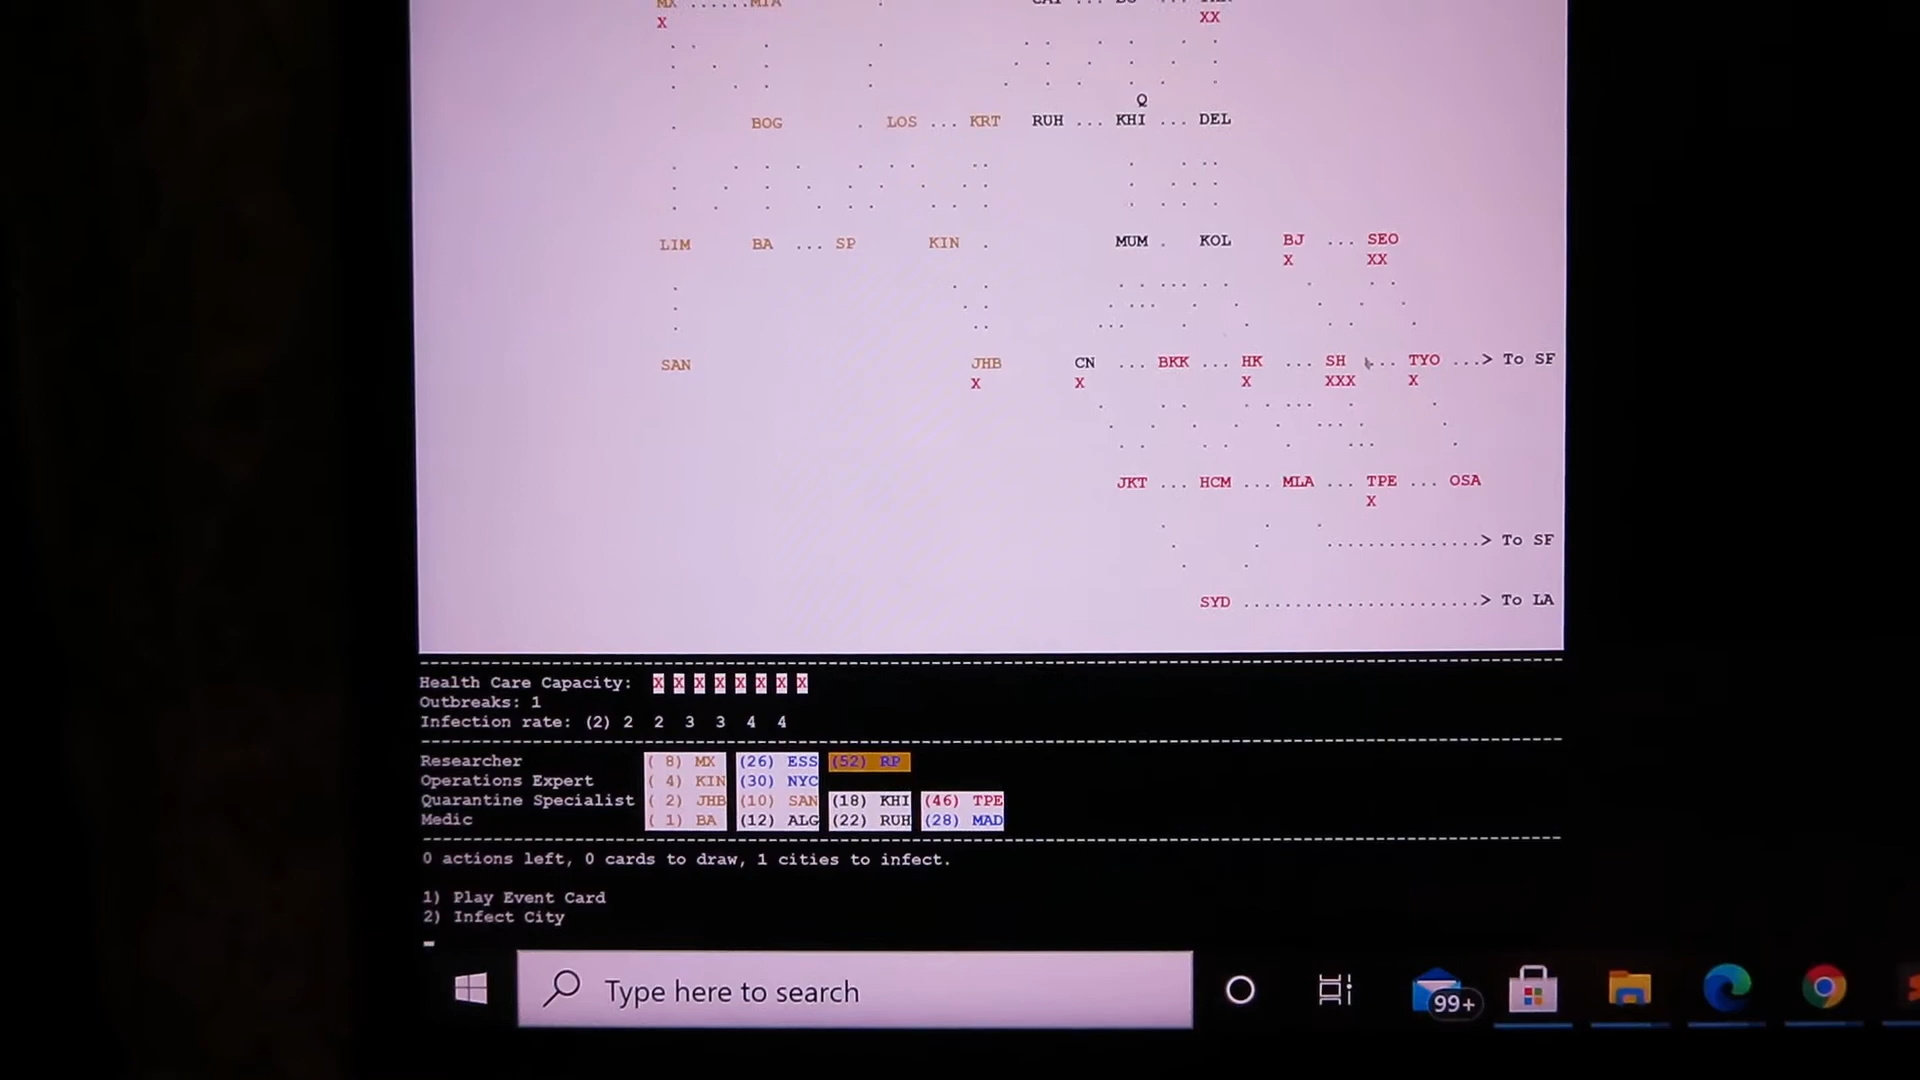 MX ......MIA
X XX
Q
BOG . LOS ... KRT RUH ... KHI ... DEL
LIM BA ... SP KIN . MUM . KOL BJ ... SEO
X XX
SAN JHB CN ... BKK ... HK ... SH ... TYO ...> To SF
X X X XXX X
JKT ... HCM ... MLA ... TPE ... OSA
X
................> To SF
SYD .......................> To LA
Health Care Capacity: X X X X X X X X
Outbreaks: 1
Infection rate: (2) 2 2 3 3 4 4
Researcher ( 8) MX (26) ESS (52) RP
Operations Expert ( 4) KIN (30) NYC
Quarantine Specialist ( 2) JHB (10) SAN (18) KHI (46) TPE
Medic ( 1) BA (12) ALG (22) RUH (28) MAD
0 actions left, 0 cards to draw, 1 cities to infect.
1) Play Event Card
2) Infect City
Type here to search
99+